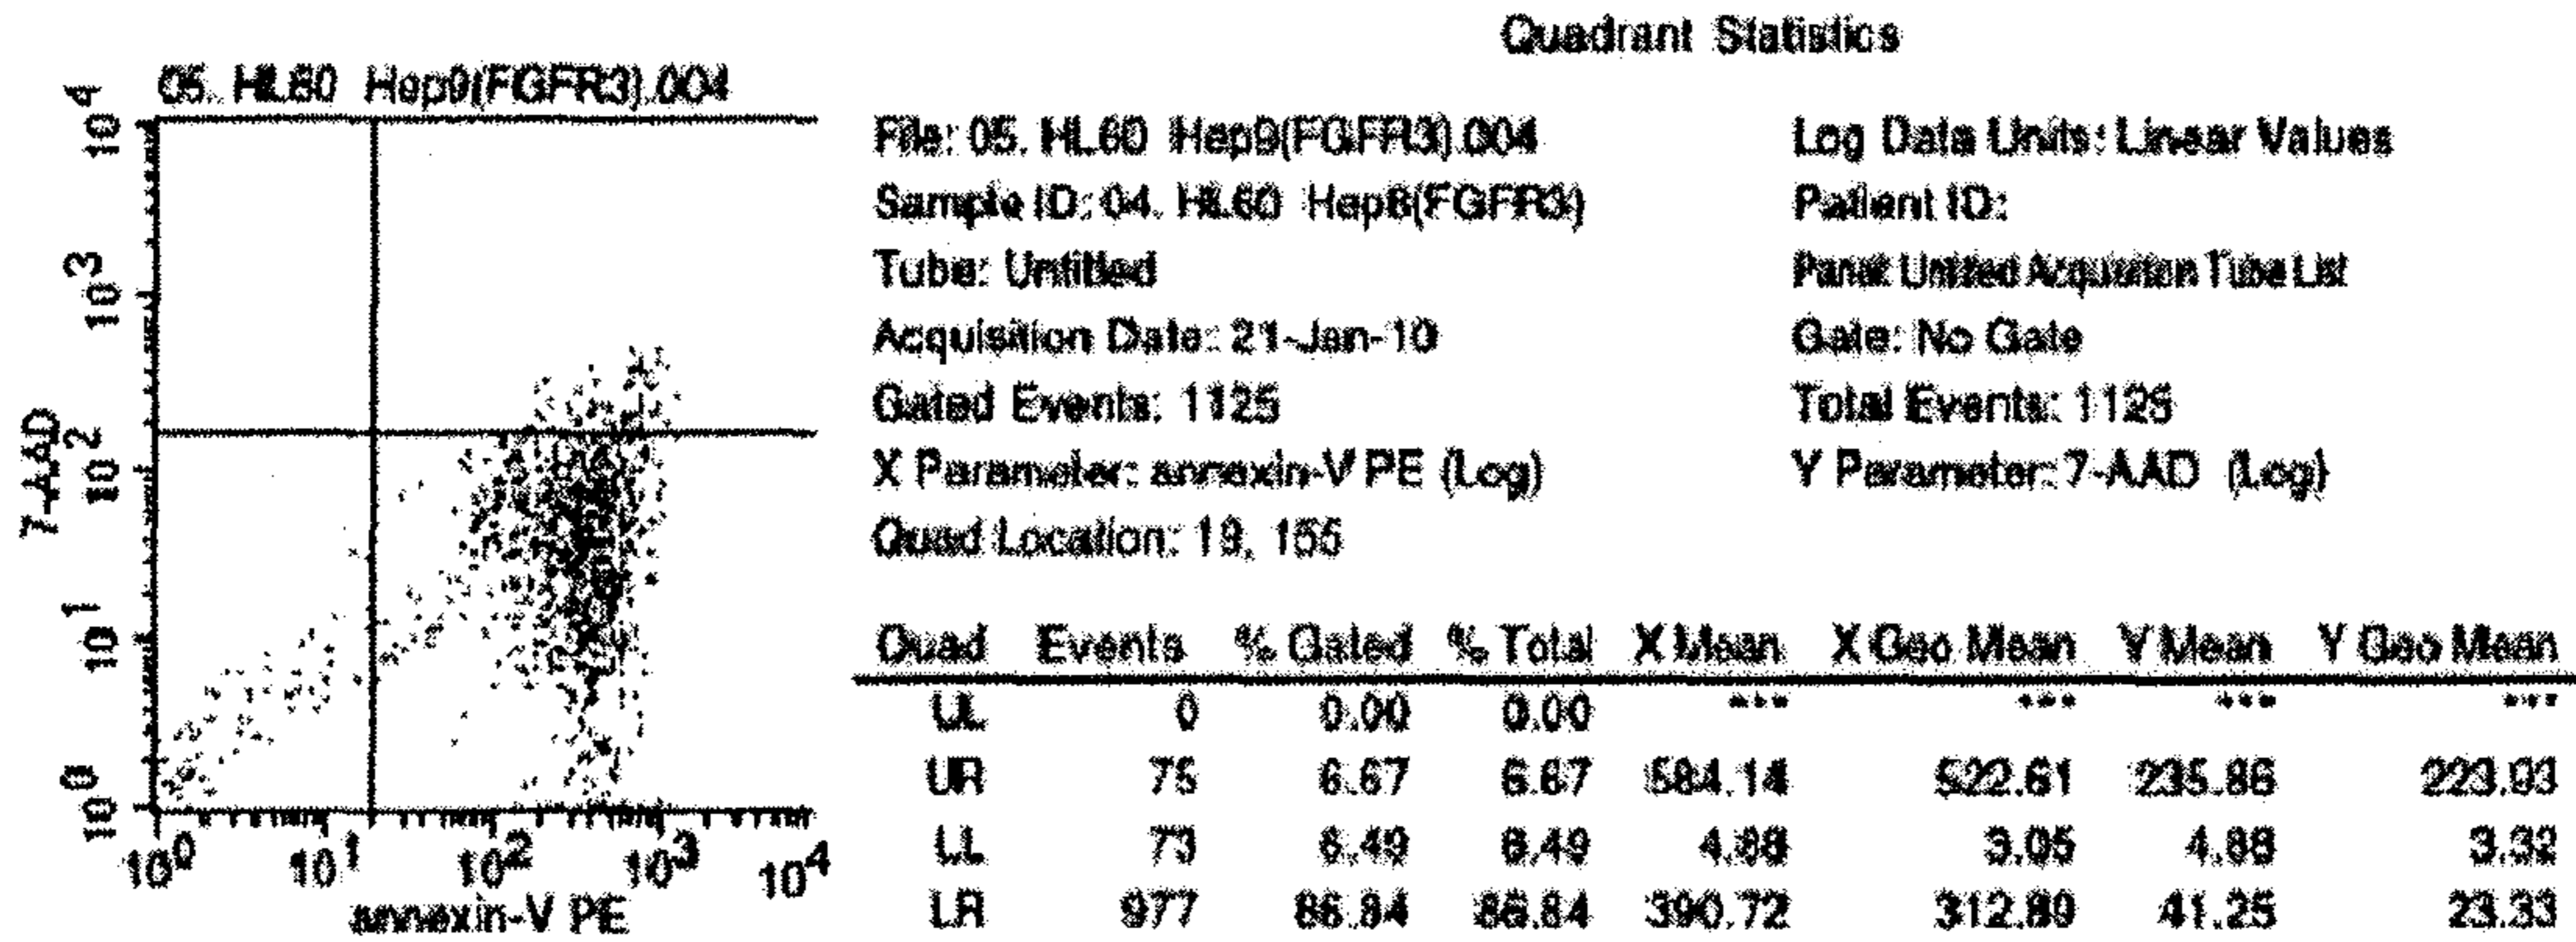 Quadrant Statistics
05. HL60 Hep9(FGFR3).004
10^4
10^3
10^2
10^1
10^0
7-AAD
10^0 10^1 10^2 10^3 10^4
annexin-V PE
File: 05. HL60 Hep9(FGFR3).004 Log Data Units: Linear Values
Sample ID: 04. HL60 Hep8(FGFR3) Patient ID:
Tube: Untitled Panel: Untitled Acquisition Tube List
Acquisition Date: 21-Jan-10 Gate: No Gate
Gated Events: 1125 Total Events: 1125
X Parameter: annexin-V PE (Log) Y Parameter: 7-AAD (Log)
Quad Location: 19, 155
Quad Events % Gated % Total X Mean X Geo Mean Y Mean Y Geo Mean
UL 0 0.00 0.00 *** *** *** ***
UR 75 6.67 6.67 584.14 522.61 235.86 223.93
LL 73 6.49 6.49 4.88 3.05 4.88 3.32
LR 977 86.84 86.84 390.72 312.89 41.25 23.33